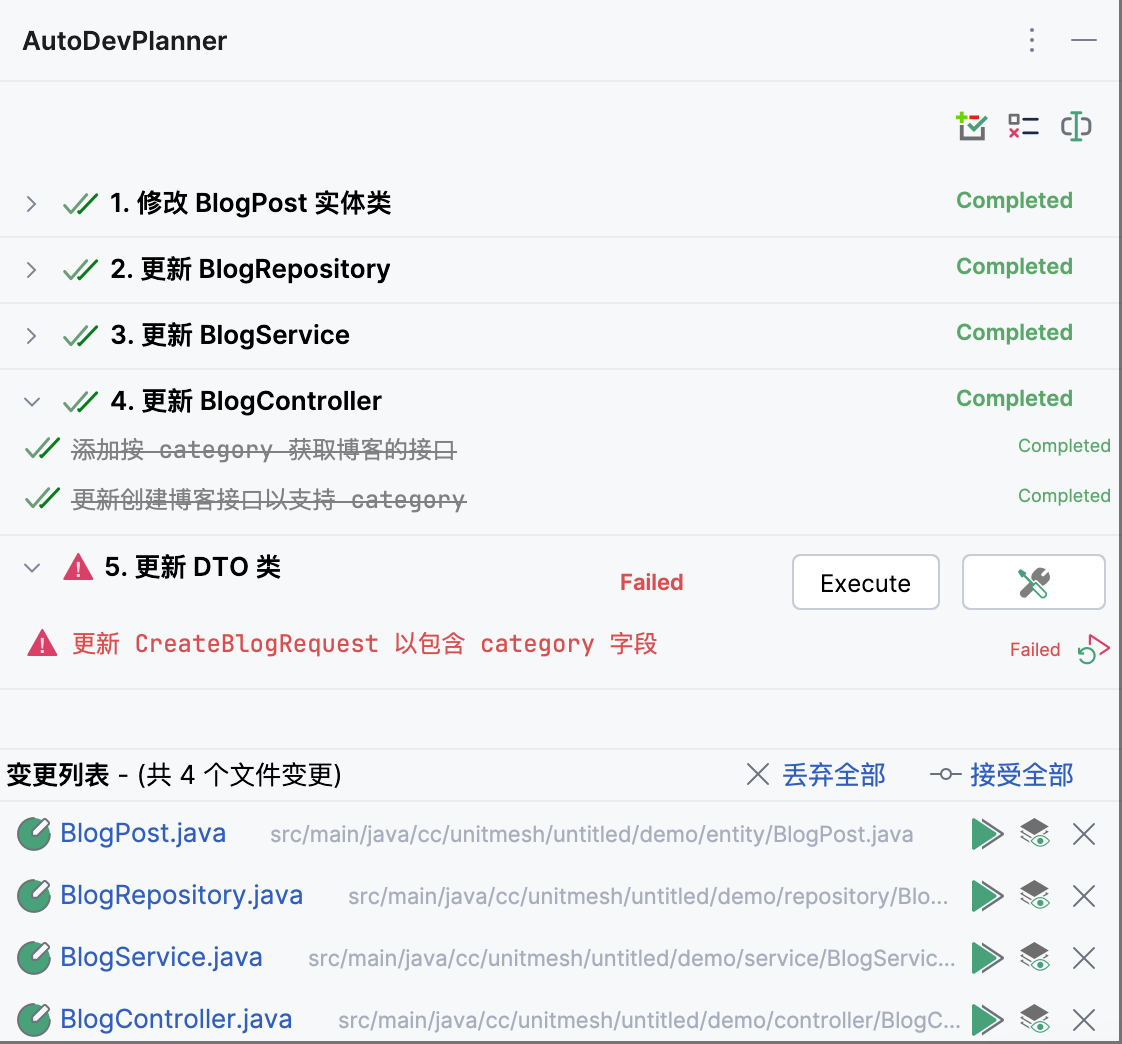 AutoDevPlanner
1. 修改 BlogPost 实体类 Completed
2. 更新 BlogRepository Completed
3. 更新 BlogService Completed
4. 更新 BlogController Completed
添加按 category 获取博客的接口 Completed
更新创建博客接口以支持 category Completed
5. 更新 DTO 类 Failed Execute
更新 CreateBlogRequest 以包含 category 字段 Failed
变更列表 - (共 4 个文件变更) 丢弃全部 接受全部
BlogPost.java src/main/java/cc/unitmesh/untitled/demo/entity/BlogPost.java
BlogRepository.java src/main/java/cc/unitmesh/untitled/demo/repository/Blo...
BlogService.java src/main/java/cc/unitmesh/untitled/demo/service/BlogServic...
BlogController.java src/main/java/cc/unitmesh/untitled/demo/controller/BlogC...